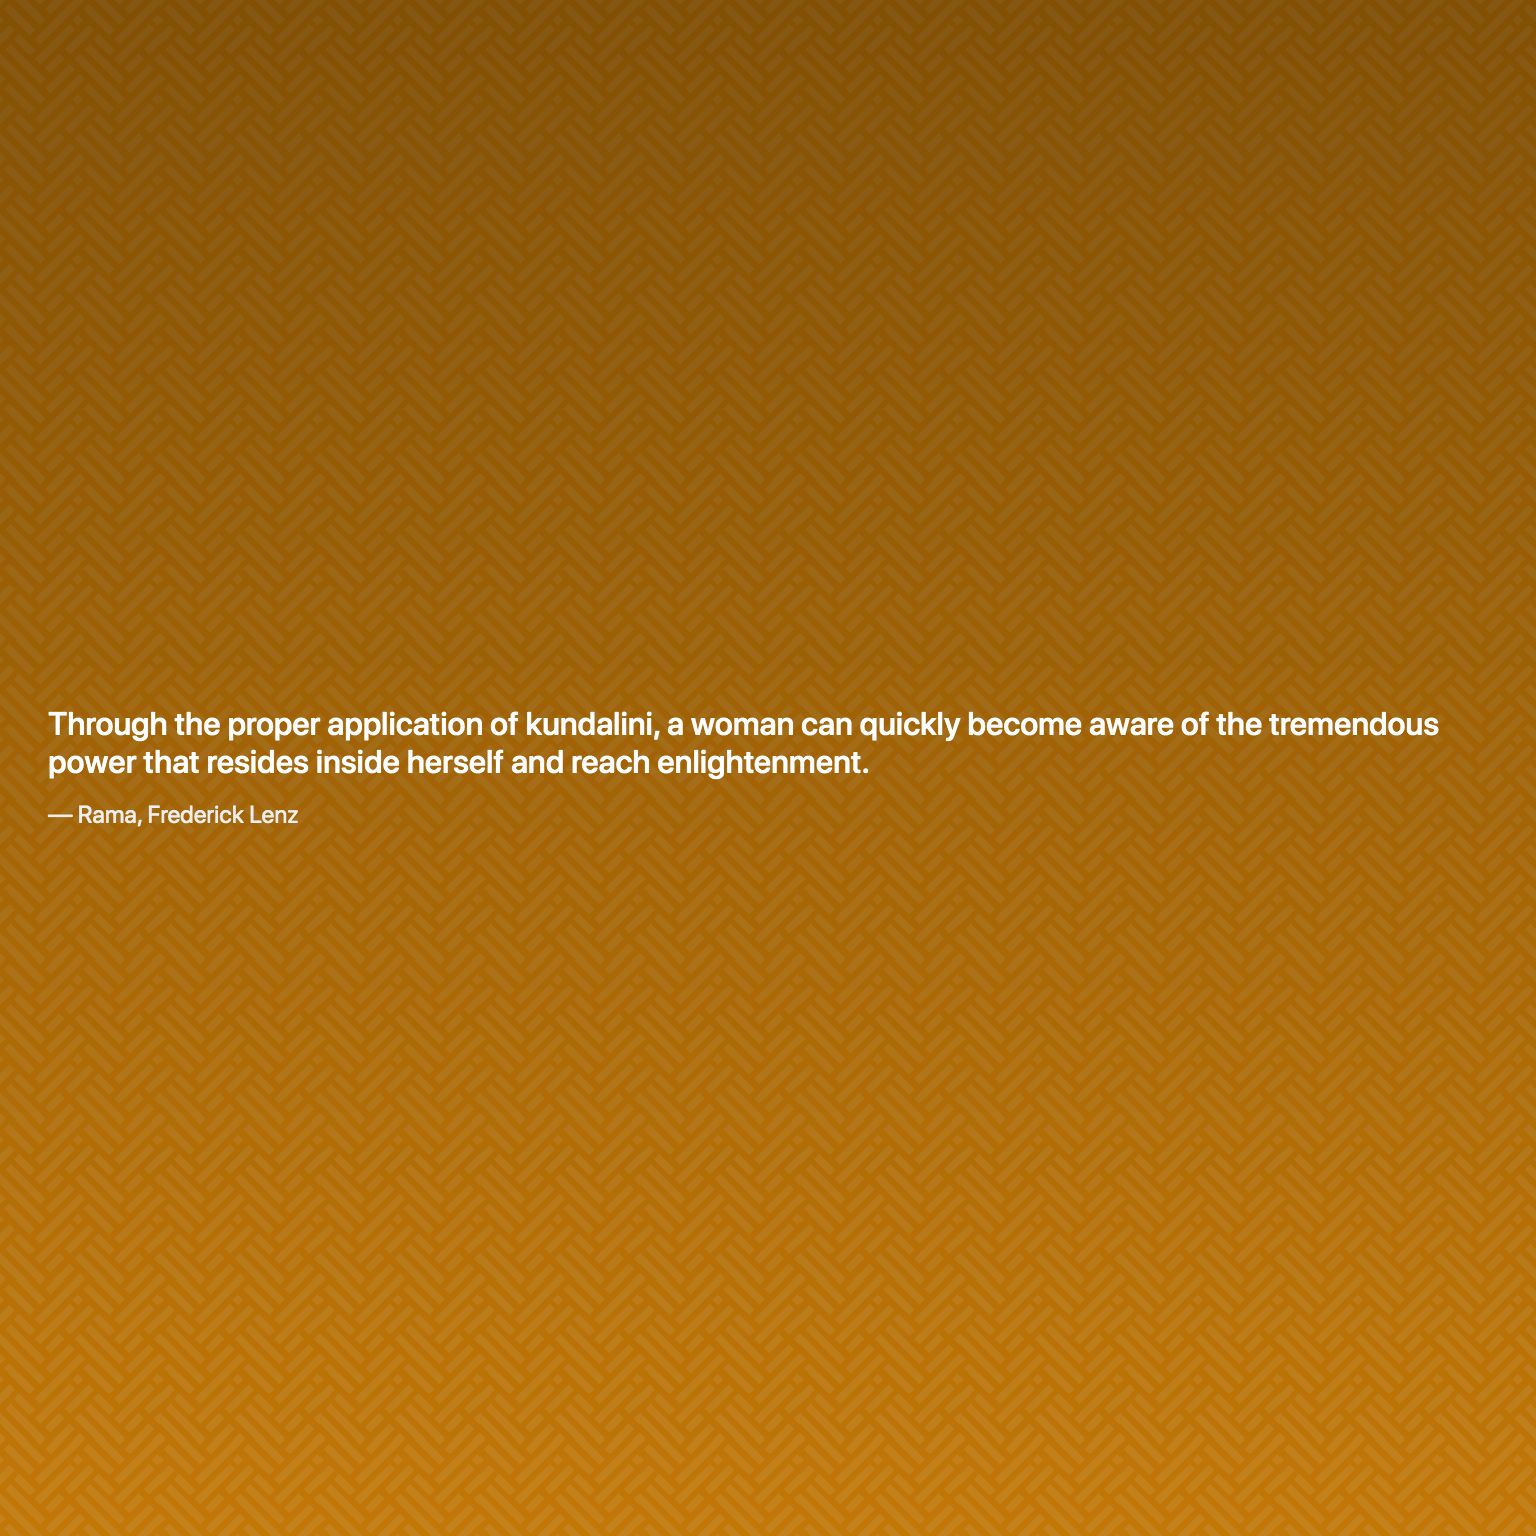 Through the proper application of kundalini, a woman can quickly become aware of the tremendous
power that resides inside herself and reach enlightenment.
— Rama, Frederick Lenz